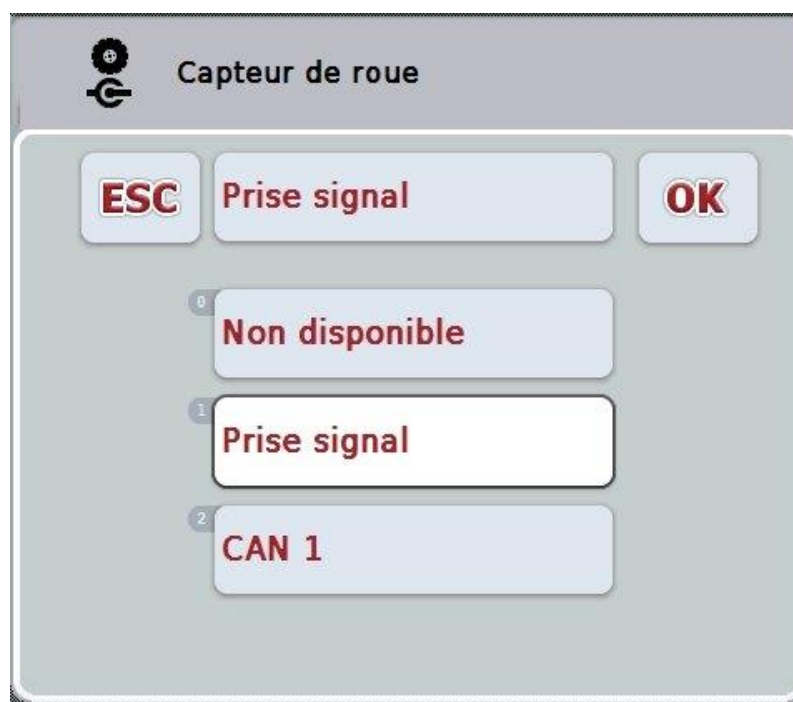 Capteur de roue
ESC Prise signal OK
0
Non disponible
1
Prise signal
2
CAN 1